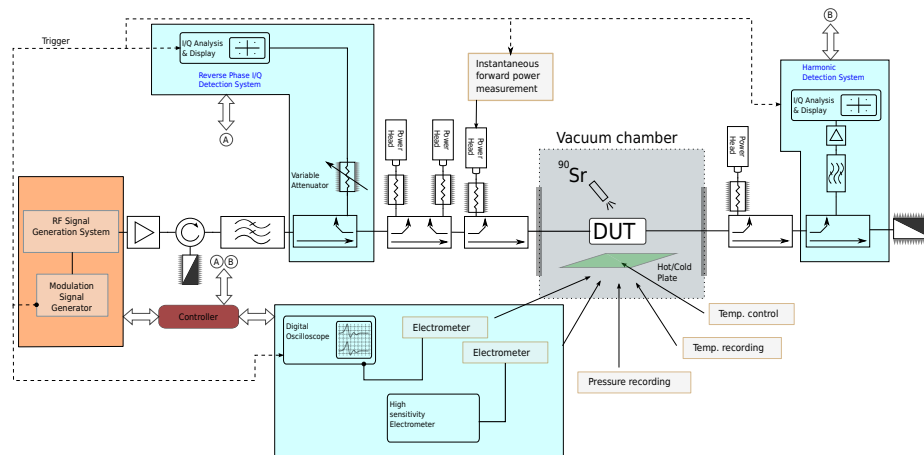 Trigger
I/Q Analysis
& Display
Reverse Phase I/Q
Detection System
A
Variable
Attenuator
Power
Head
Power
Head
Power
Head
Instantaneous
forward power
measurement
Vacuum chamber
90Sr
DUT
Hot/Cold
Plate
Power
Head
B
Harmonic
Detection System
I/Q Analysis
& Display
RF Signal
Generation System
Modulation
Signal
Generator
A B
Controller
Digital
Oscilloscope
Electrometer
Electrometer
High
sensitivity
Electrometer
Temp. control
Temp. recording
Pressure recording